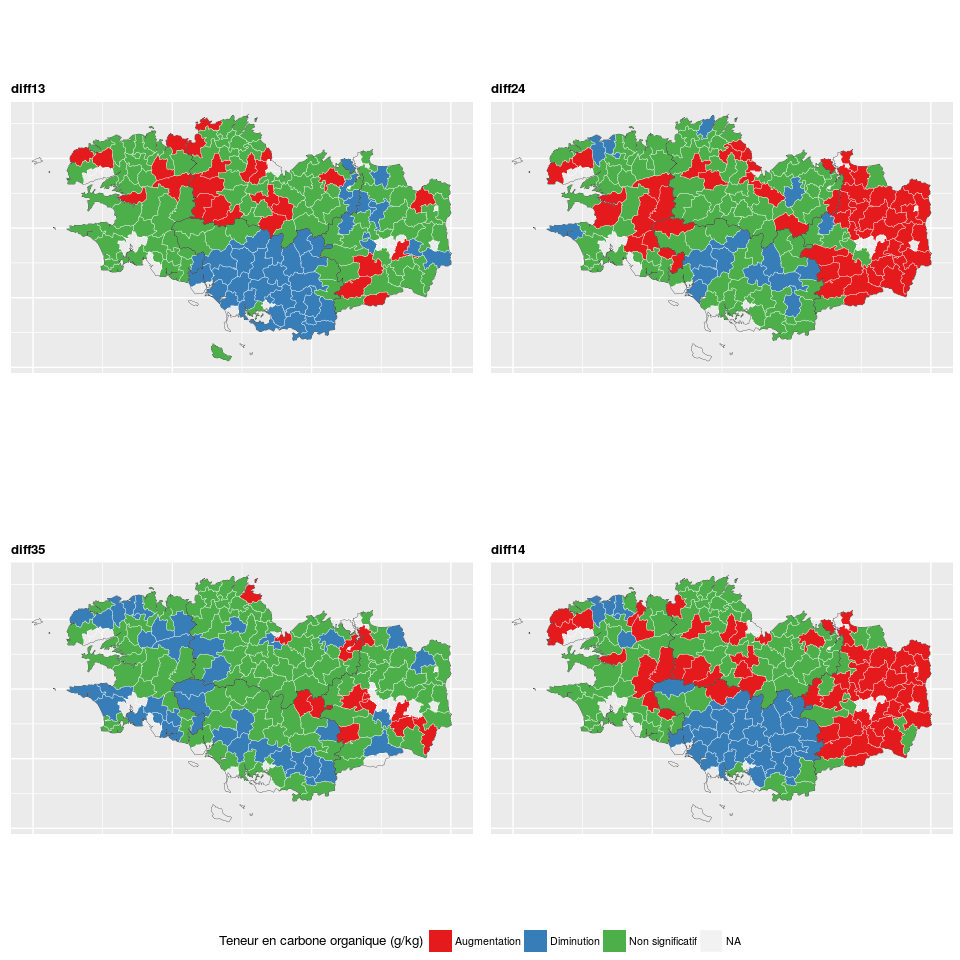 diff13
diff24
diff35
diff14
Teneur en carbone organique (g/kg) Augmentation Diminution Non significatif NA